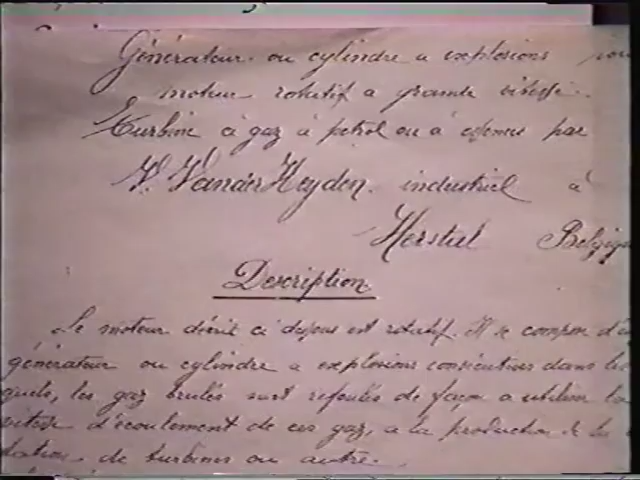 Générateur ou cylindre a explosions pour
moteur rotatif a grande vitesse.
Turbine à gaz à pétrol ou à essence par
V. Vander Heyden industriel à
Herstal Belgique
Description
Le moteur décrit ci dessous est rotatif. Il se compose d'un
générateur ou cylindre a explosions consécutives dans les
quels, les gaz brulés sont refoulés de façon a utiliser la
vitesse d'écoulement de ces gaz, a la production de la
de turbines ou autre.